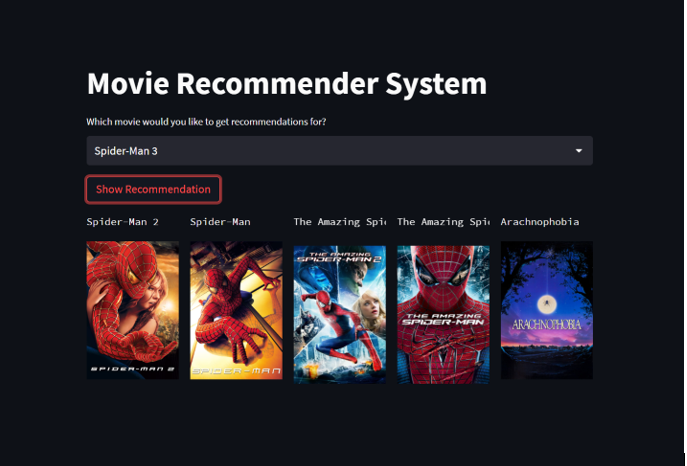 Movie Recommender System
Which movie would you like to get recommendations for?
Spider-Man 3
Show Recommendation
Spider-Man 2
Spider-Man
The Amazing Spi
The Amazing Spi
Arachnophobia
SPIDER-MAN 2
SPIDER-MAN
THE AMAZING
SPIDER-MAN 2
THE AMAZING
SPIDER-MAN
ARACHNOPHOBIA